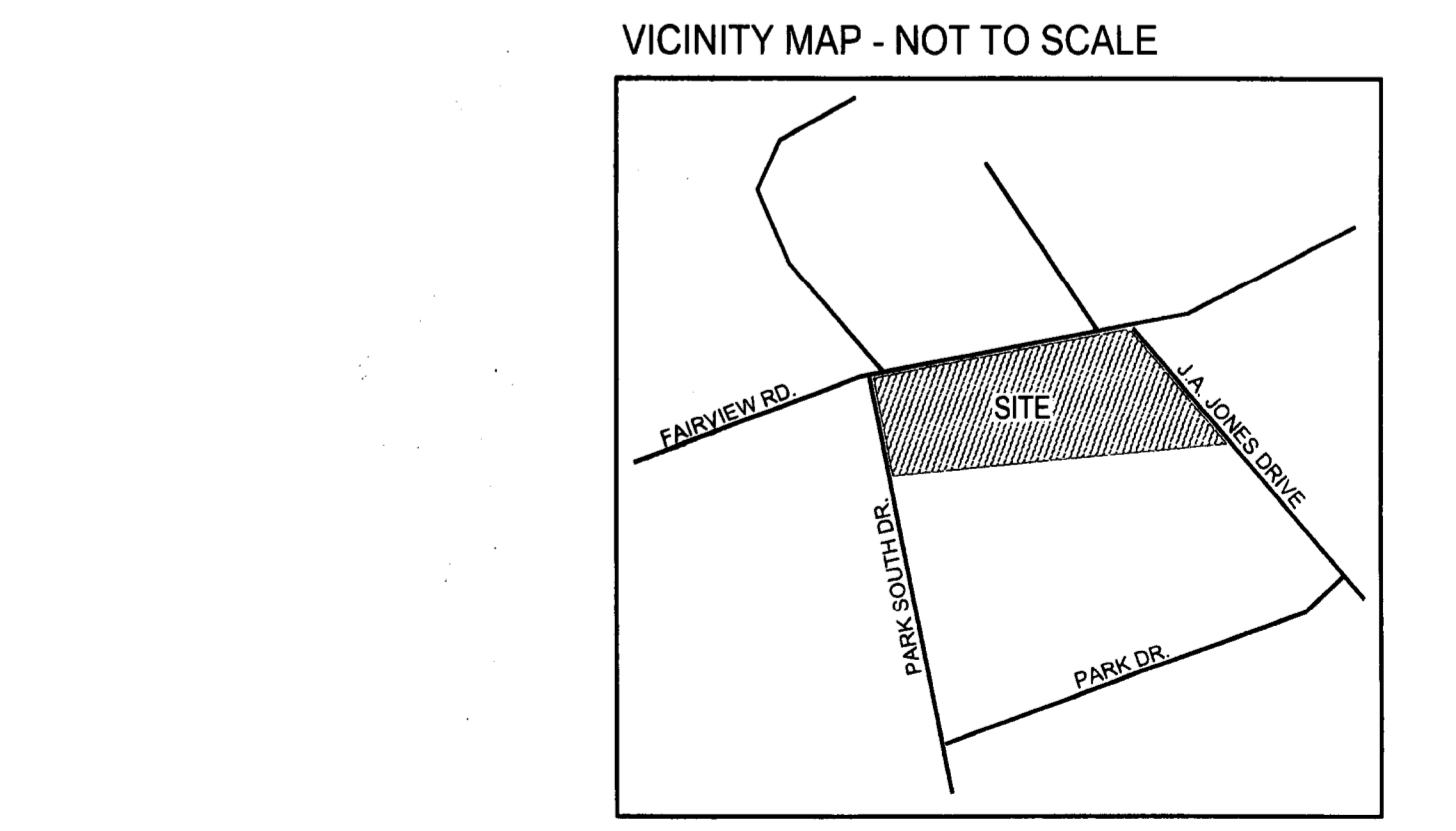 VICINITY MAP - NOT TO SCALE
FAIRVIEW RD.
SITE
J.A. JONES DRIVE
PARK SOUTH DR.
PARK DR.